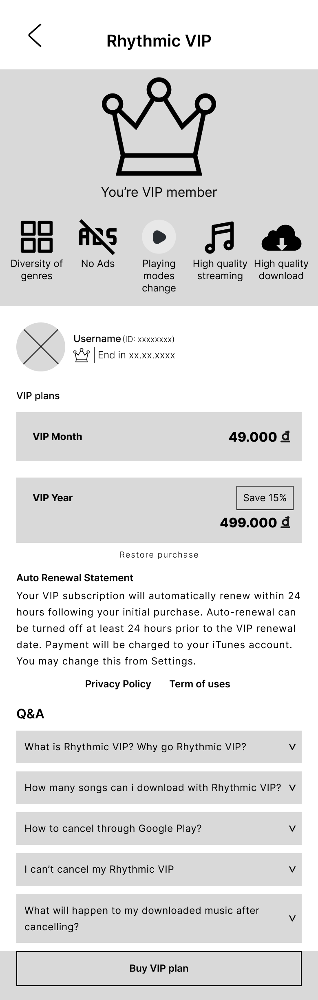 Rhythmic VIP
You’re VIP member
ADS
Diversity of
genres
No Ads
Playing
modes
change
High quality
streaming
High quality
download
Username (ID: xxxxxxxx)
End in xx.xx.xxxx
VIP plans
VIP Month
49.000 ₫
VIP Year
Save 15%
499.000 ₫
Restore purchase
Auto Renewal Statement
Your VIP subscription will automatically renew within 24
hours following your initial purchase. Auto-renewal can
be turned off at least 24 hours prior to the VIP renewal
date. Payment will be charged to your iTunes account.
You may change this from Settings.
Privacy Policy Term of uses
Q&A
What is Rhythmic VIP? Why go Rhythmic VIP?
How many songs can i download with Rhythmic VIP?
How to cancel through Google Play?
I can’t cancel my Rhythmic VIP
What will happen to my downloaded music after
cancelling?
Buy VIP plan